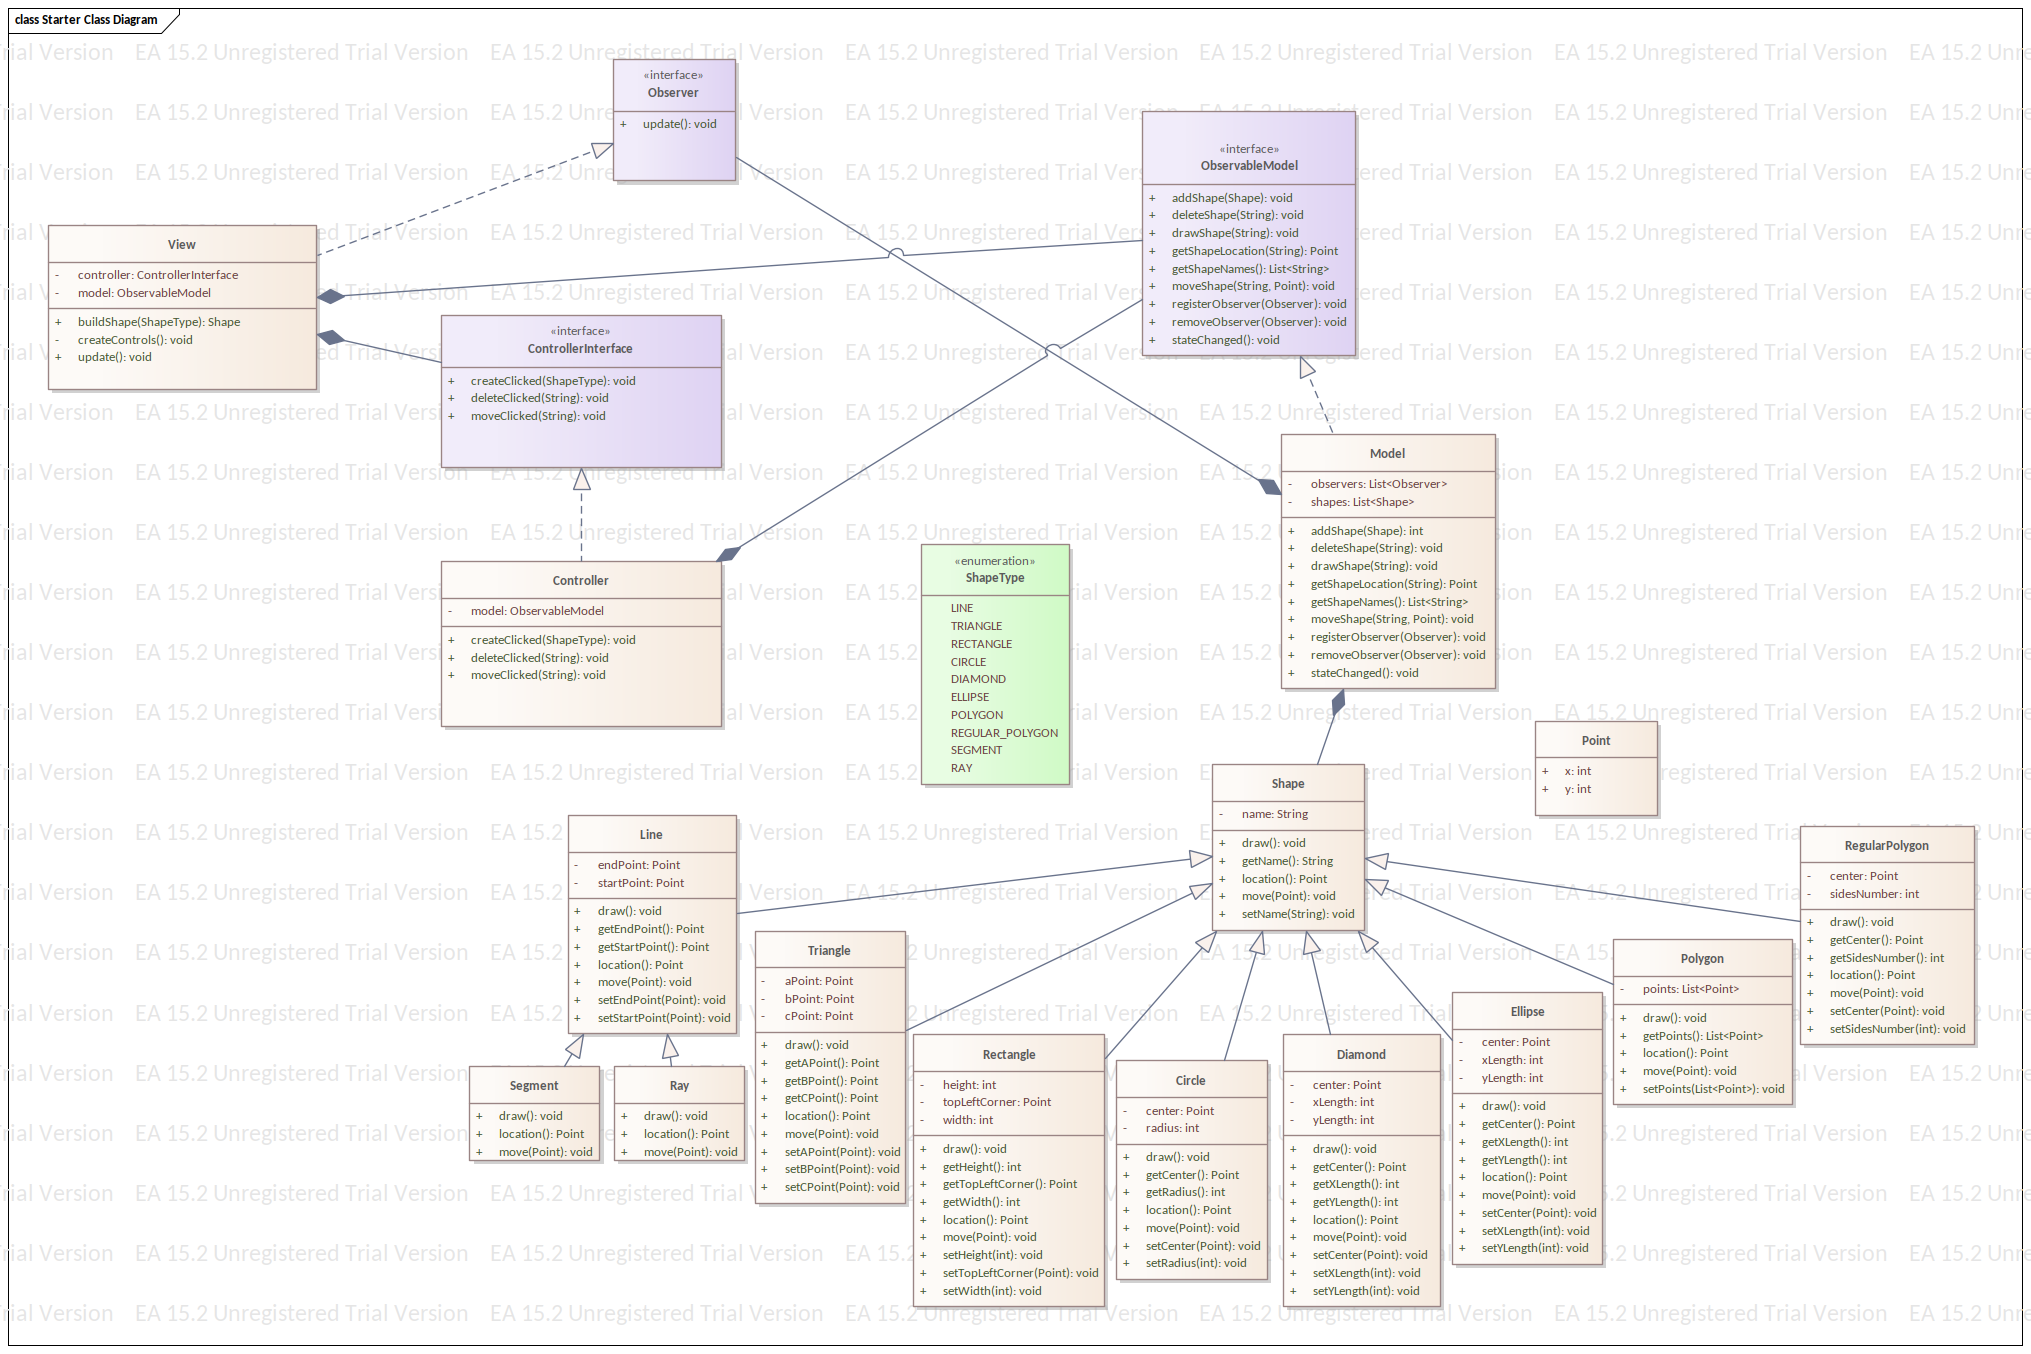 class Starter Class Diagram
«interface»
Observer
+ update(): void
«interface»
ObservableModel
+ addShape(Shape): void
+ deleteShape(String): void
+ drawShape(String): void
+ getShapeLocation(String): Point
+ getShapeNames(): List<String>
+ moveShape(String, Point): void
+ registerObserver(Observer): void
+ removeObserver(Observer): void
+ stateChanged(): void
View
- controller: ControllerInterface
- model: ObservableModel
+ buildShape(ShapeType): Shape
- createControls(): void
+ update(): void
«interface»
ControllerInterface
+ createClicked(ShapeType): void
+ deleteClicked(String): void
+ moveClicked(String): void
Model
- observers: List<Observer>
- shapes: List<Shape>
+ addShape(Shape): int
+ deleteShape(String): void
+ drawShape(String): void
+ getShapeLocation(String): Point
+ getShapeNames(): List<String>
+ moveShape(String, Point): void
+ registerObserver(Observer): void
+ removeObserver(Observer): void
+ stateChanged(): void
Controller
- model: ObservableModel
+ createClicked(ShapeType): void
+ deleteClicked(String): void
+ moveClicked(String): void
«enumeration»
ShapeType
LINE
TRIANGLE
RECTANGLE
CIRCLE
DIAMOND
ELLIPSE
POLYGON
REGULAR_POLYGON
SEGMENT
RAY
Point
+ x: int
+ y: int
Shape
- name: String
+ draw(): void
+ getName(): String
+ location(): Point
+ move(Point): void
+ setName(String): void
Line
- endPoint: Point
- startPoint: Point
+ draw(): void
+ getEndPoint(): Point
+ getStartPoint(): Point
+ location(): Point
+ move(Point): void
+ setEndPoint(Point): void
+ setStartPoint(Point): void
RegularPolygon
- center: Point
- sidesNumber: int
+ draw(): void
+ getCenter(): Point
+ getSidesNumber(): int
+ location(): Point
+ move(Point): void
+ setCenter(Point): void
+ setSidesNumber(int): void
Triangle
- aPoint: Point
- bPoint: Point
- cPoint: Point
+ draw(): void
+ getAPoint(): Point
+ getBPoint(): Point
+ getCPoint(): Point
+ location(): Point
+ move(Point): void
+ setAPoint(Point): void
+ setBPoint(Point): void
+ setCPoint(Point): void
Polygon
- points: List<Point>
+ draw(): void
+ getPoints(): List<Point>
+ location(): Point
+ move(Point): void
+ setPoints(List<Point>): void
Ellipse
- center: Point
- xLength: int
- yLength: int
+ draw(): void
+ getCenter(): Point
+ getXLength(): int
+ getYLength(): int
+ location(): Point
+ move(Point): void
+ setCenter(Point): void
+ setXLength(int): void
+ setYLength(int): void
Rectangle
- height: int
- topLeftCorner: Point
- width: int
+ draw(): void
+ getHeight(): int
+ getTopLeftCorner(): Point
+ getWidth(): int
+ location(): Point
+ move(Point): void
+ setHeight(int): void
+ setTopLeftCorner(Point): void
+ setWidth(int): void
Circle
- center: Point
- radius: int
+ draw(): void
+ getCenter(): Point
+ getRadius(): int
+ location(): Point
+ move(Point): void
+ setCenter(Point): void
+ setRadius(int): void
Diamond
- center: Point
- xLength: int
- yLength: int
+ draw(): void
+ getCenter(): Point
+ getXLength(): int
+ getYLength(): int
+ location(): Point
+ move(Point): void
+ setCenter(Point): void
+ setXLength(int): void
+ setYLength(int): void
Segment
+ draw(): void
+ location(): Point
+ move(Point): void
Ray
+ draw(): void
+ location(): Point
+ move(Point): void
EA 15.2 Unregistered Trial Version